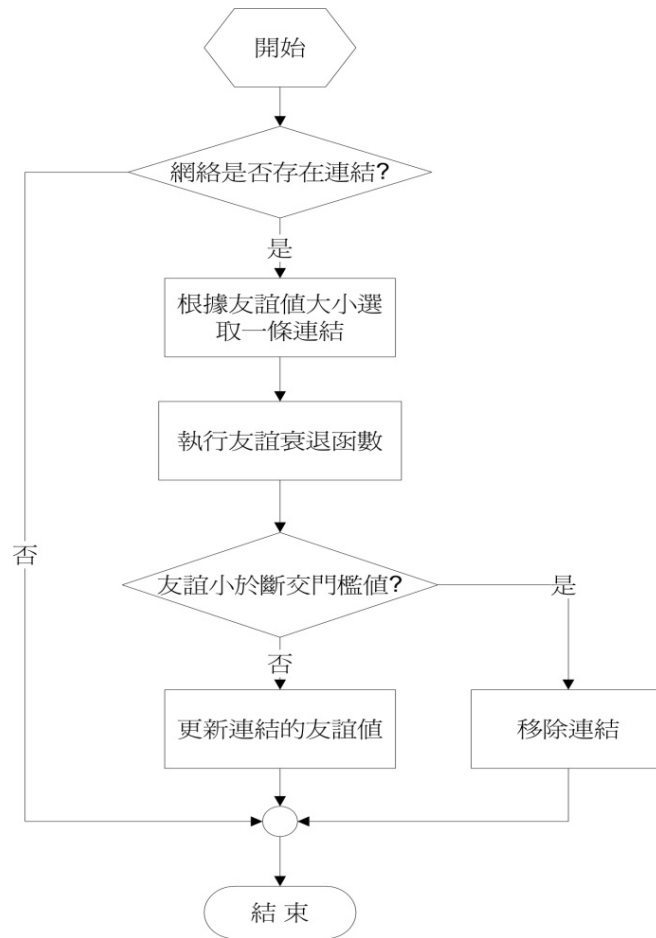 開始
網絡是否存在連結?
是
根據友誼值大小選
取一條連結
執行友誼衰退函數
否
友誼小於斷交門檻值?
是
否
更新連結的友誼值
移除連結
結 束